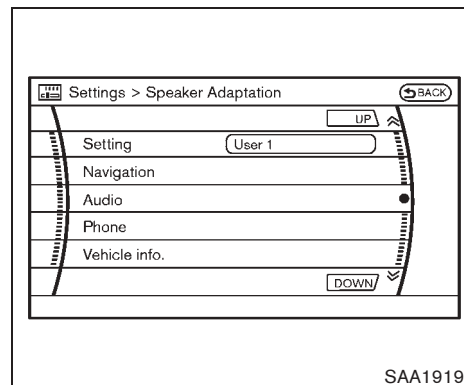 Settings > Speaker Adaptation
BACK
UP
Setting
User 1
Navigation
Audio
Phone
Vehicle info.
DOWN
SAA1919